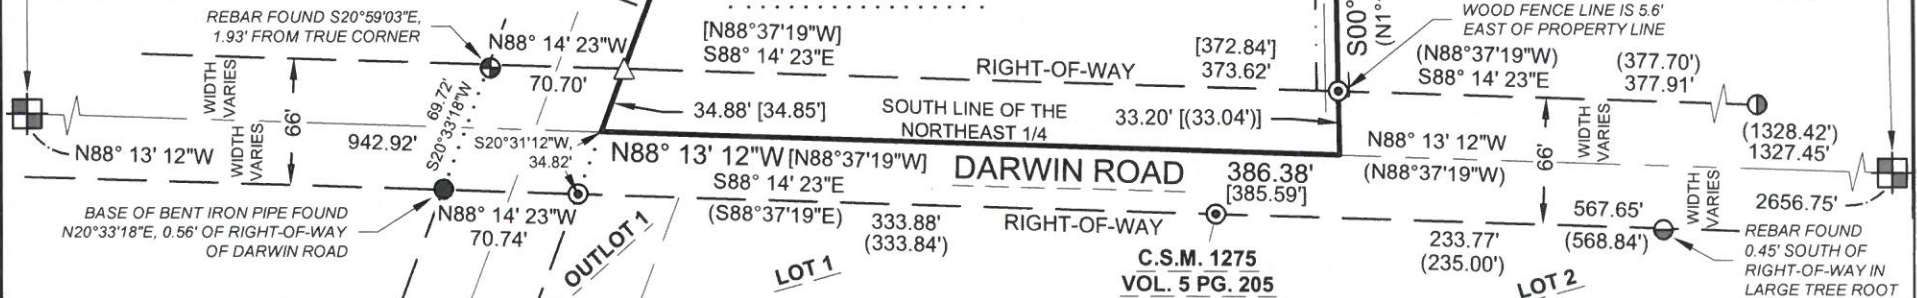 REBAR FOUND S20°59'03"E,
1.93' FROM TRUE CORNER
N88° 14' 23"W
70.70'
[N88°37'19"W]
S88° 14' 23"E
RIGHT-OF-WAY
[372.84']
373.62'
S00°
(N1°
WOOD FENCE LINE IS 5.6'
EAST OF PROPERTY LINE
(N88°37'19"W)
S88° 14' 23"E
(377.70')
377.91'
WIDTH
VARIES
WIDTH
VARIES
66'
N88° 13' 12"W
942.92'
69.72'
S20°33'18"W
S20°31'12"W,
34.82'
34.88' [34.85']
SOUTH LINE OF THE
NORTHEAST 1/4
33.20' [(33.04')]
N88° 13' 12"W [N88°37'19"W]
DARWIN ROAD
386.38'
[385.59']
N88° 13' 12"W
(N88°37'19"W)
66'
WIDTH
VARIES
(1328.42')
1327.45'
2656.75'
WIDTH
VARIES
BASE OF BENT IRON PIPE FOUND
N20°33'18"E, 0.56' OF RIGHT-OF-WAY
OF DARWIN ROAD
N88° 14' 23"W
70.74'
OUTLOT 1
S88° 14' 23"E
(S88°37'19"E)
333.88'
(333.84')
RIGHT-OF-WAY
LOT 1
C.S.M. 1275
VOL. 5 PG. 205
233.77'
(235.00')
567.65'
(568.84')
LOT 2
REBAR FOUND
0.45' SOUTH OF
RIGHT-OF-WAY IN
LARGE TREE ROOT